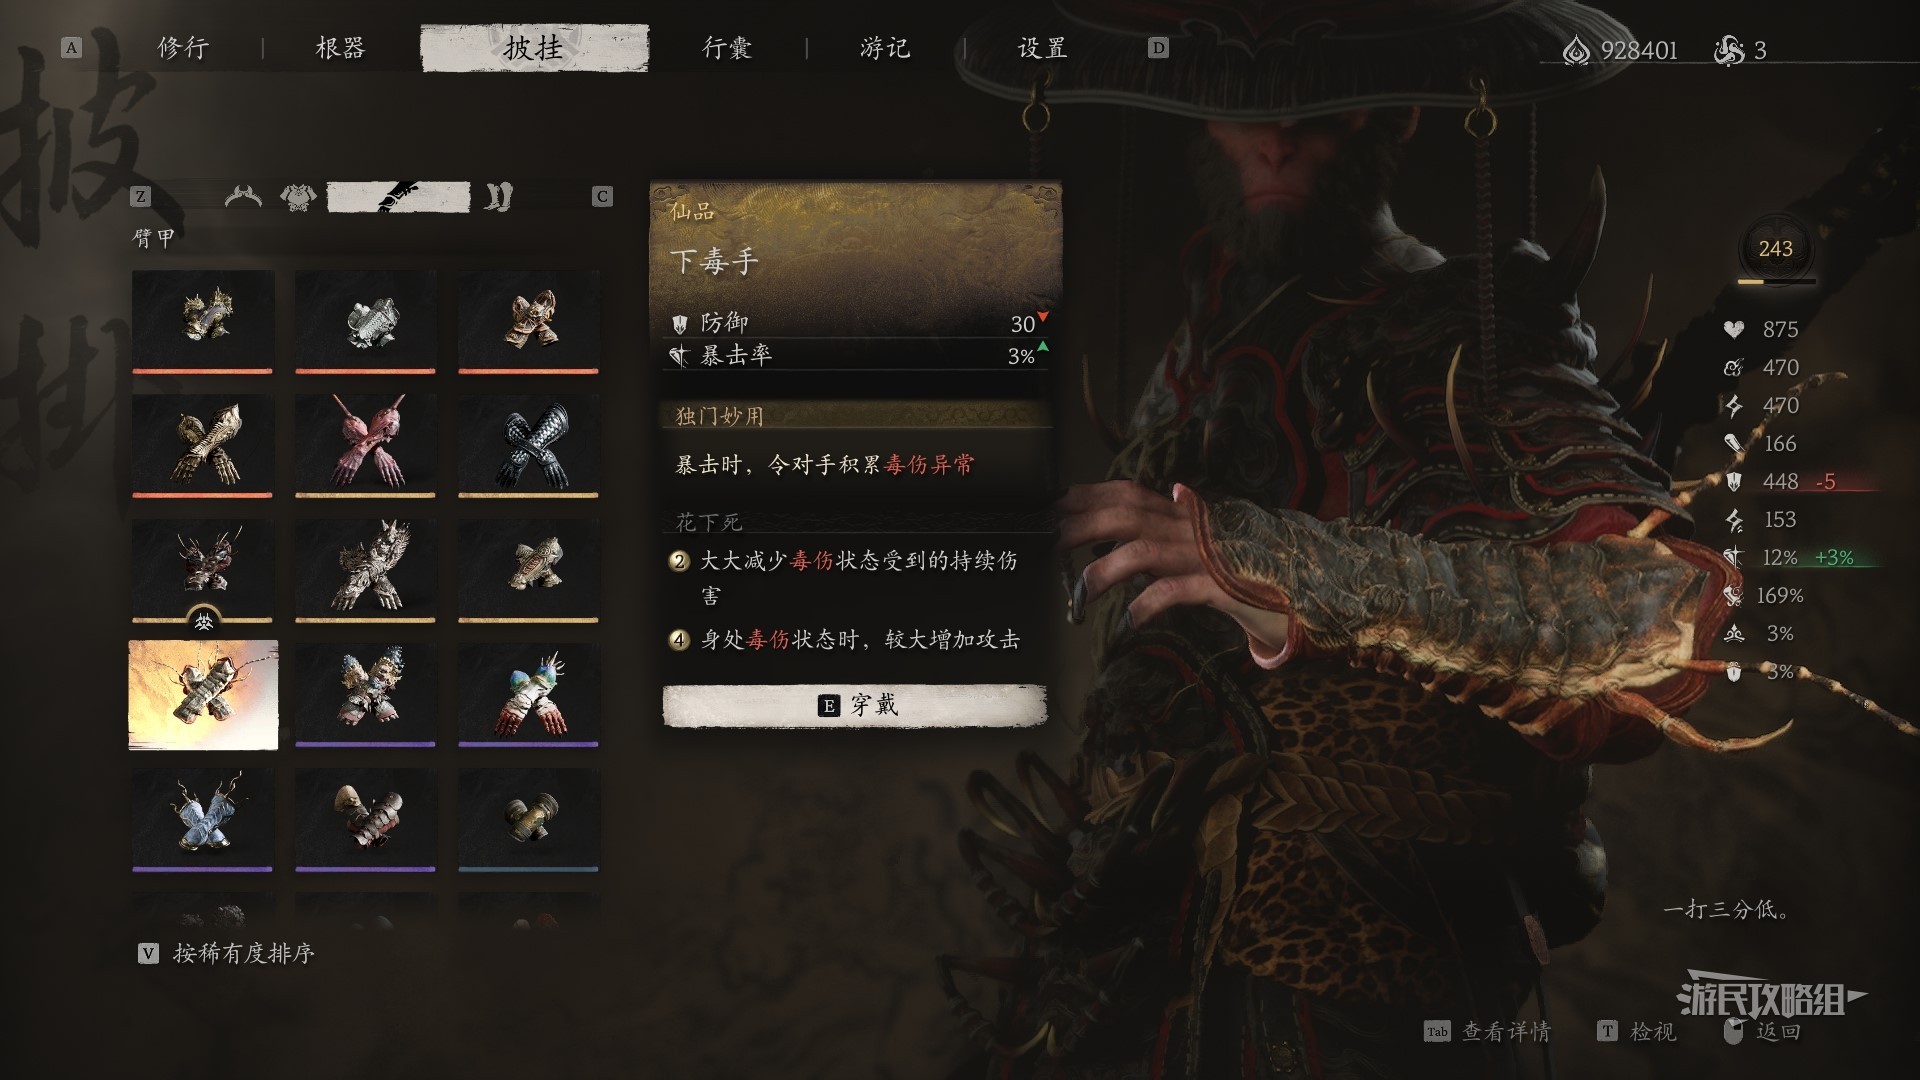 A 修行 根器 披挂 行囊 游记 设置 D 928401 3
披挂
Z C
臂甲
仙品
下毒手
防御 30
暴击率 3%
独门妙用
暴击时，令对手积累毒伤异常
花下死
2 大大减少毒伤状态受到的持续伤
害
4 身处毒伤状态时，较大增加攻击
E 穿戴
243
875
470
470
166
448 -5
153
12% +3%
169%
3%
3%
一打三分低。
V 按稀有度排序
游民攻略组
Tab 查看详情 T 检视 返回